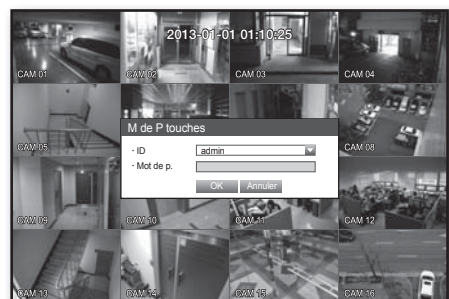 2013-01-01 01:10:25
CAM 01
CAM 02
CAM 03
CAM 04
CAM 05
CAM 08
M de P touches
- ID admin
- Mot de p.
OK Annuler
CAM 09
CAM 10
CAM 11
CAM 12
CAM 13
CAM 14
CAM 15
CAM 16